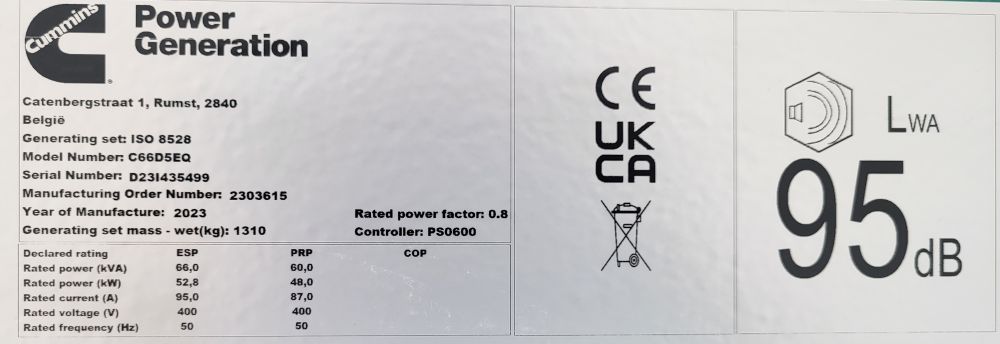 Cummins
Power
Generation
Catenbergstraat 1, Rumst, 2840
België
Generating set: ISO 8528
Model Number: C66D5EQ
Serial Number: D23I435499
Manufacturing Order Number: 2303615
Year of Manufacture: 2023
Rated power factor: 0.8
Generating set mass - wet(kg): 1310
Controller: PS0600
Declared rating ESP PRP COP
Rated power (kVA) 66,0 60,0
Rated power (kW) 52,8 48,0
Rated current (A) 95,0 87,0
Rated voltage (V) 400 400
Rated frequency (Hz) 50 50
CE
UK
CA
LWA
95dB